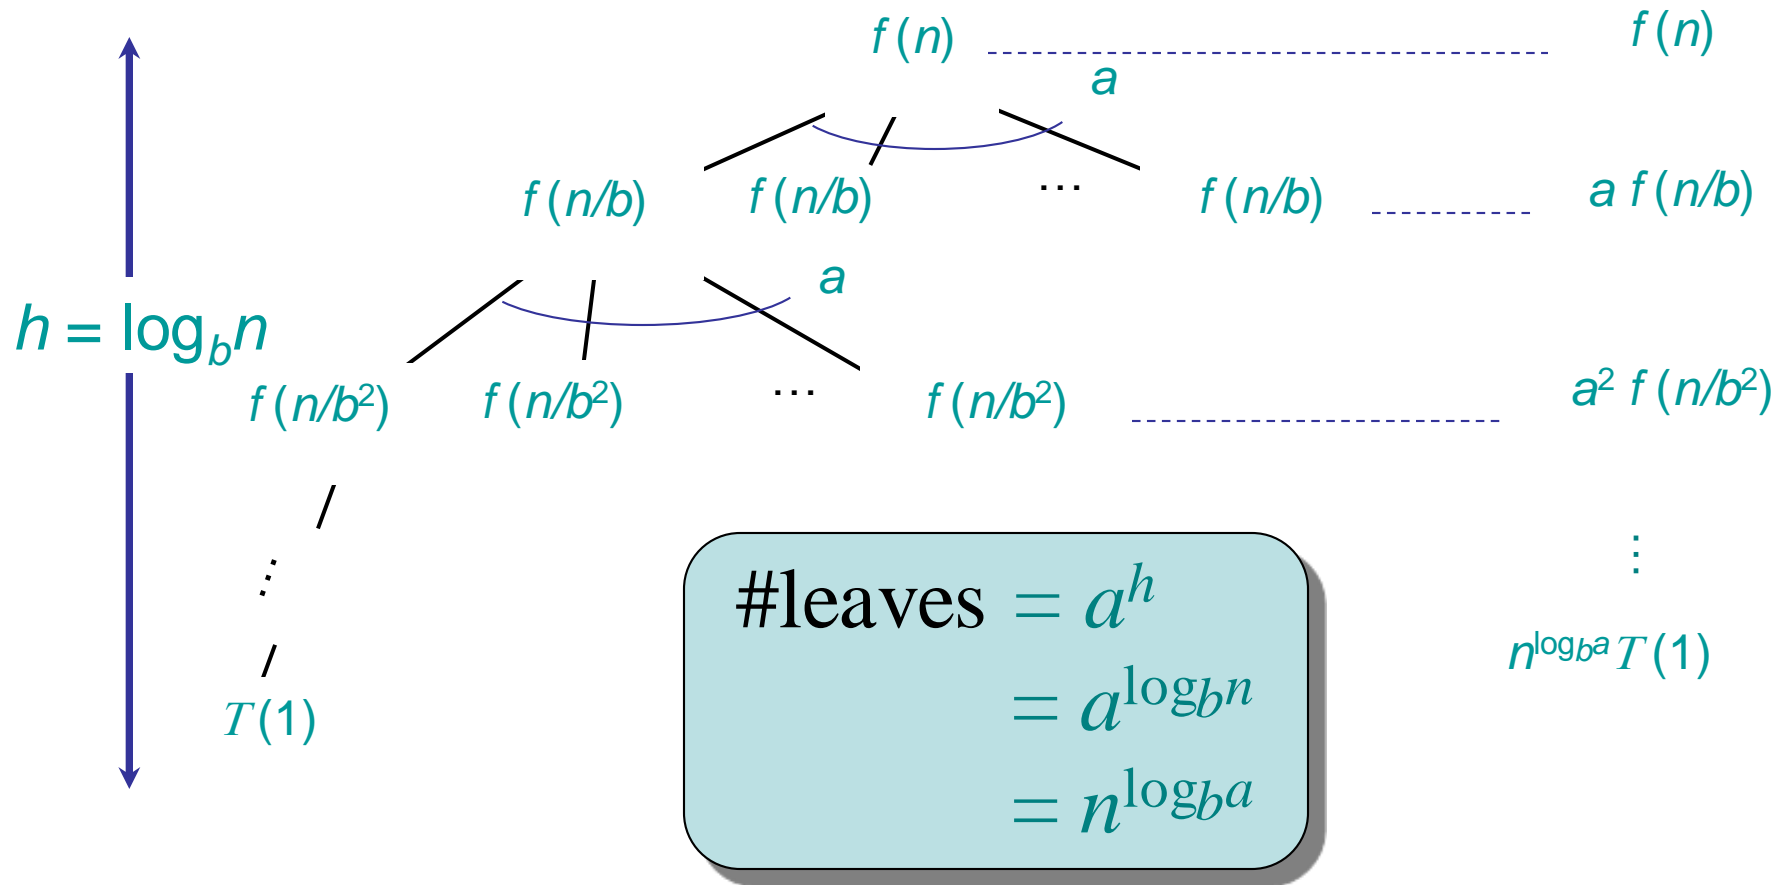 f (n) f (n)
a
f (n/b) f (n/b) … f (n/b) a f (n/b)
a
h = log_b n
f (n/b²) f (n/b²) … f (n/b²) a² f (n/b²)
⋮ ⋮
#leaves = a^h
n^{log_b a} T (1)
T (1) = a^{log_b n}
= n^{log_b a}